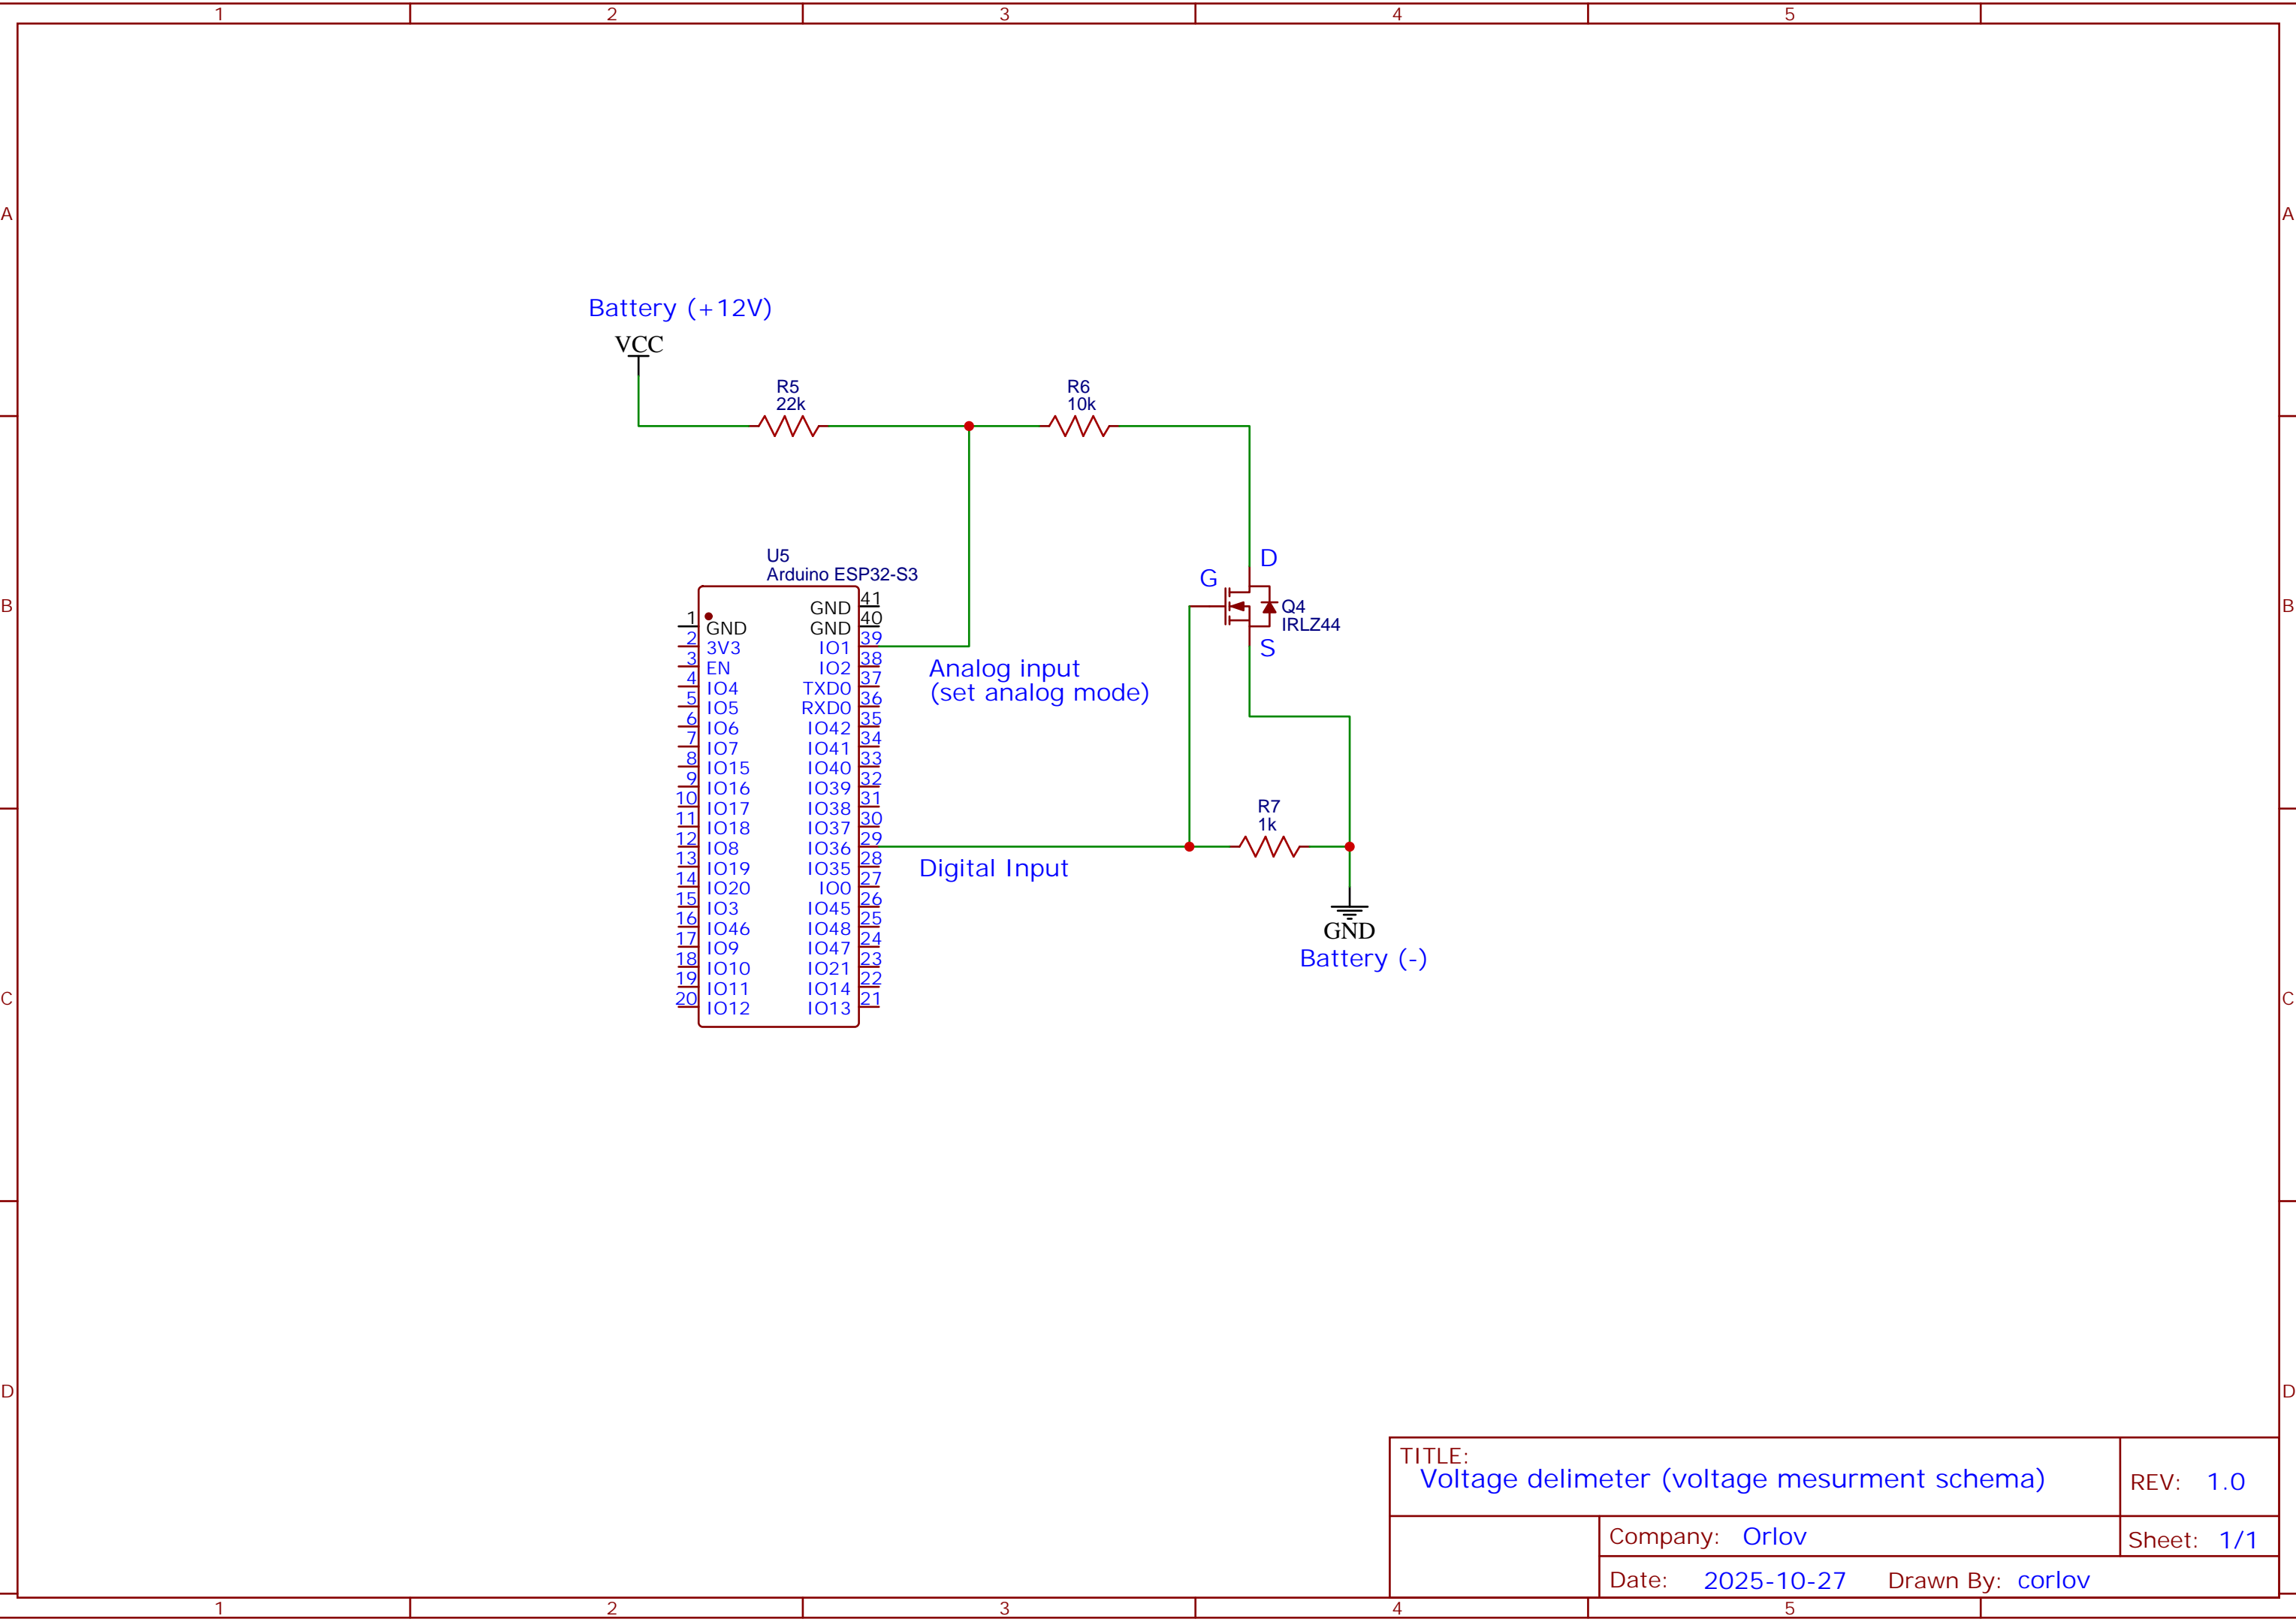 1 2 3 4 5
A A
Battery (+12V)
VCC
R5
22k
R6
10k
U5
Arduino ESP32-S3
D
G
Q4
IRLZ44
S
B B
1 GND
2 3V3
3 EN
4 IO4
5 IO5
6 IO6
7 IO7
8 IO15
9 IO16
10 IO17
11 IO18
12 IO8
13 IO19
14 IO20
15 IO3
16 IO46
17 IO9
18 IO10
19 IO11
20 IO12
GND 41
GND 40
IO1 39
IO2 38
TXD0 37
RXD0 36
IO42 35
IO41 34
IO40 33
IO39 32
IO38 31
IO37 30
IO36 29
IO35 28
IO0 27
IO45 26
IO48 25
IO47 24
IO21 23
IO14 22
IO13 21
Analog input
(set analog mode)
R7
1k
Digital Input
GND
Battery (-)
C C
D D
TITLE:
Voltage delimeter (voltage mesurment schema)
REV: 1.0
Company: Orlov
Sheet: 1/1
Date: 2025-10-27 Drawn By: corlov
1 2 3 4 5